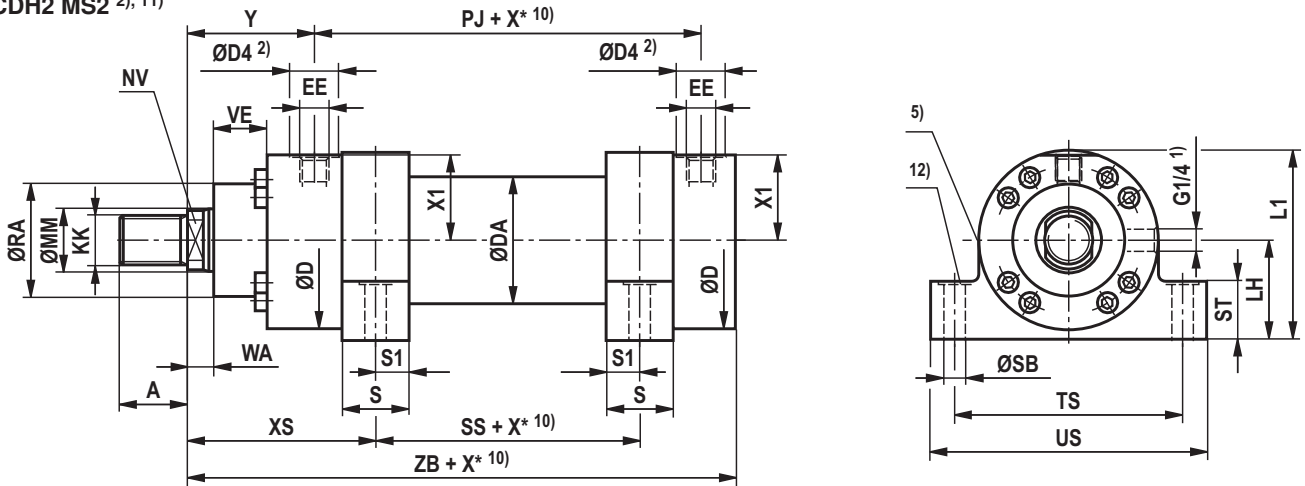 CDH2 MS2 2), 11)
Y
PJ + X* 10)
ØD4 2)
ØD4 2)
NV
EE
EE
VE
5)
12)
G1/4 1)
L1
X1
X1
ØRA
ØMM
KK
ØDA
ØD
ØD
LH
ST
WA
S1
S1
ØSB
A
S
S
TS
XS
SS + X* 10)
US
ZB + X* 10)